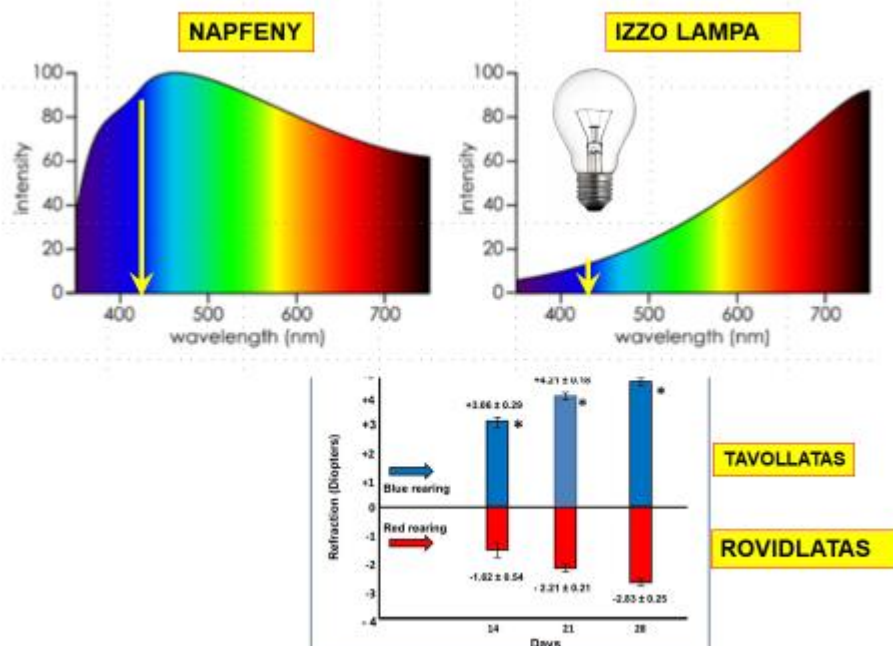 NAPFENY
IZZO LAMPA
100
80
60
40
20
0
intensity
400 500 600 700
wavelength (nm)
100
80
60
40
20
0
intensity
400 500 600 700
wavelength (nm)
+4
+3
+2
+1
0
-1
-2
-3
-4
Refraction (Diopters)
+3.06 ± 0.29
*
+4.21 ± 0.18
*
*
Blue rearing
Red rearing
-1.62 ± 0.54
-2.21 ± 0.21
-2.83 ± 0.25
14 21 28
Days
TAVOLLATAS
ROVIDLATAS